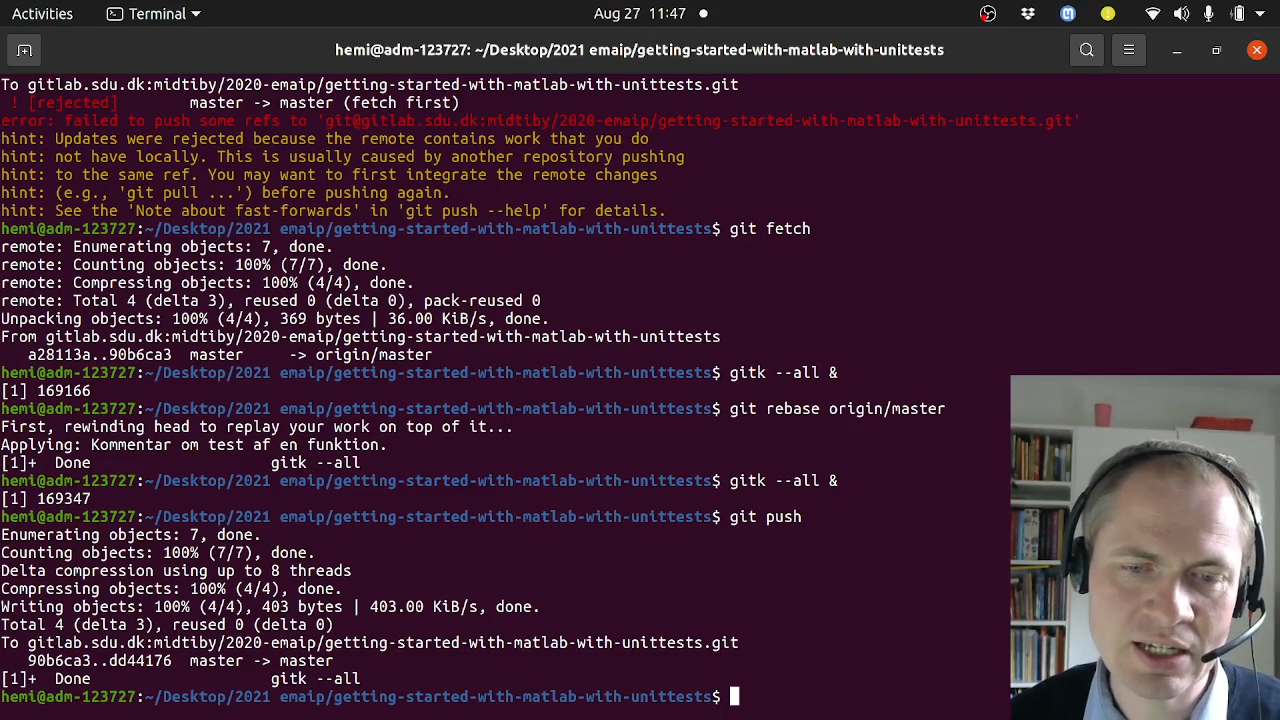 Activities
Terminal
Aug 27 11:47
hemi@adm-123727: ~/Desktop/2021 emaip/getting-started-with-matlab-with-unittests
To gitlab.sdu.dk:midtiby/2020-emaip/getting-started-with-matlab-with-unittests.git
 ! [rejected]        master -> master (fetch first)
error: failed to push some refs to 'git@gitlab.sdu.dk:midtiby/2020-emaip/getting-started-with-matlab-with-unittests.git'
hint: Updates were rejected because the remote contains work that you do
hint: not have locally. This is usually caused by another repository pushing
hint: to the same ref. You may want to first integrate the remote changes
hint: (e.g., 'git pull ...') before pushing again.
hint: See the 'Note about fast-forwards' in 'git push --help' for details.
hemi@adm-123727:~/Desktop/2021 emaip/getting-started-with-matlab-with-unittests$ git fetch
remote: Enumerating objects: 7, done.
remote: Counting objects: 100% (7/7), done.
remote: Compressing objects: 100% (4/4), done.
remote: Total 4 (delta 3), reused 0 (delta 0), pack-reused 0
Unpacking objects: 100% (4/4), 369 bytes | 36.00 KiB/s, done.
From gitlab.sdu.dk:midtiby/2020-emaip/getting-started-with-matlab-with-unittests
   a28113a..90b6ca3  master     -> origin/master
hemi@adm-123727:~/Desktop/2021 emaip/getting-started-with-matlab-with-unittests$ gitk --all &
[1] 169166
hemi@adm-123727:~/Desktop/2021 emaip/getting-started-with-matlab-with-unittests$ git rebase origin/master
First, rewinding head to replay your work on top of it...
Applying: Kommentar om test af en funktion.
[1]+  Done                    gitk --all
hemi@adm-123727:~/Desktop/2021 emaip/getting-started-with-matlab-with-unittests$ gitk --all &
[1] 169347
hemi@adm-123727:~/Desktop/2021 emaip/getting-started-with-matlab-with-unittests$ git push
Enumerating objects: 7, done.
Counting objects: 100% (7/7), done.
Delta compression using up to 8 threads
Compressing objects: 100% (4/4), done.
Writing objects: 100% (4/4), 403 bytes | 403.00 KiB/s, done.
Total 4 (delta 3), reused 0 (delta 0)
To gitlab.sdu.dk:midtiby/2020-emaip/getting-started-with-matlab-with-unittests.git
   90b6ca3..dd44176  master -> master
[1]+  Done                    gitk --all
hemi@adm-123727:~/Desktop/2021 emaip/getting-started-with-matlab-with-unittests$